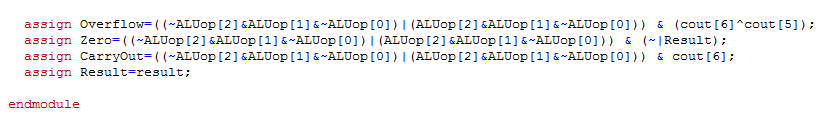 assign Overflow=((~ALUop[2]&ALUop[1]&~ALUop[0])|(ALUop[2]&ALUop[1]&~ALUop[0])) & (cout[6]^cout[5]);
assign Zero=((~ALUop[2]&ALUop[1]&~ALUop[0])|(ALUop[2]&ALUop[1]&~ALUop[0])) & (~|Result);
assign CarryOut=((~ALUop[2]&ALUop[1]&~ALUop[0])|(ALUop[2]&ALUop[1]&~ALUop[0])) & cout[6];
assign Result=result;
endmodule